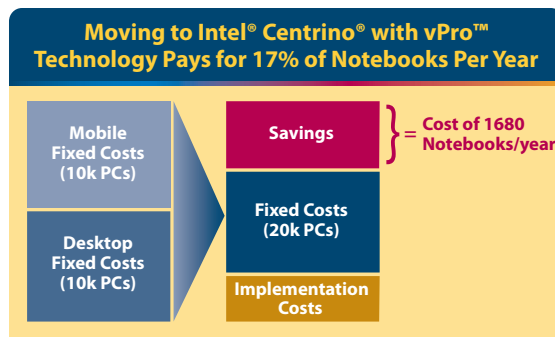 Moving to Intel® Centrino® with vPro™
Technology Pays for 17% of Notebooks Per Year
Mobile
Fixed Costs
(10k PCs)
Desktop
Fixed Costs
(10k PCs)
Savings
Fixed Costs
(20k PCs)
Implementation
Costs
} = Cost of 1680
Notebooks/year